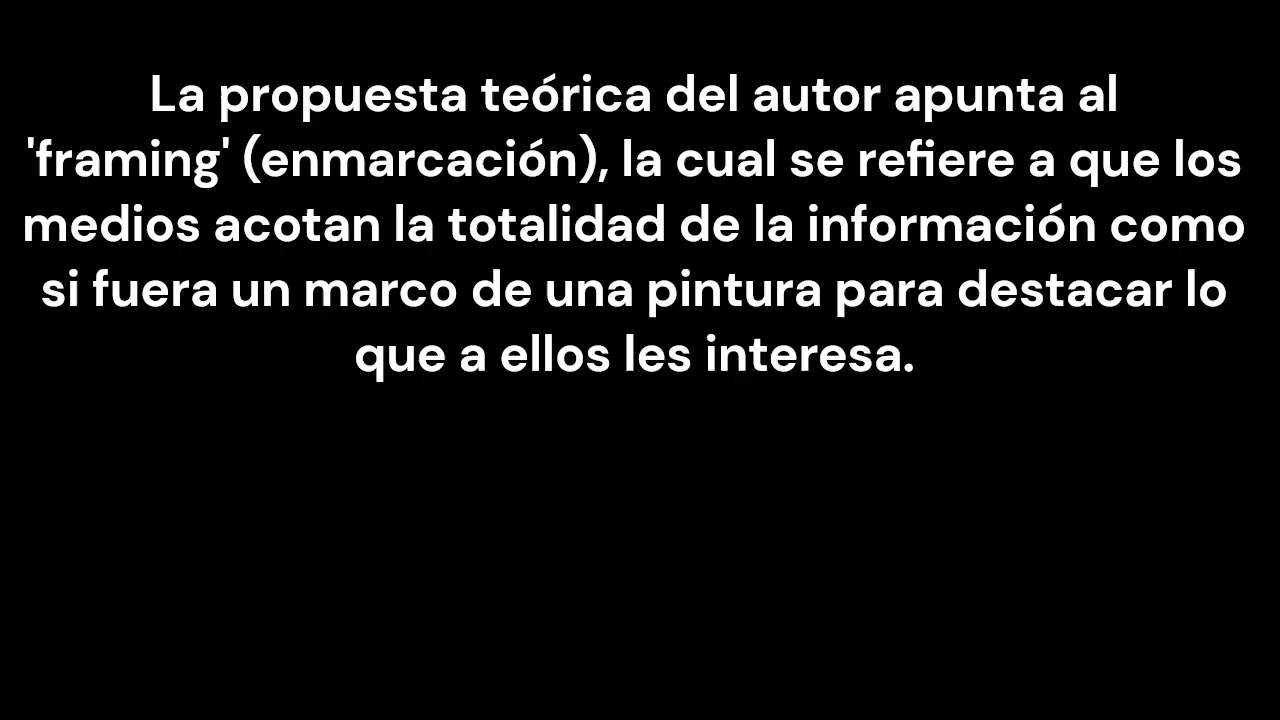 La propuesta teórica del autor apunta al
'framing' (enmarcación), la cual se refiere a que los
medios acotan la totalidad de la información como
si fuera un marco de una pintura para destacar lo
que a ellos les interesa.